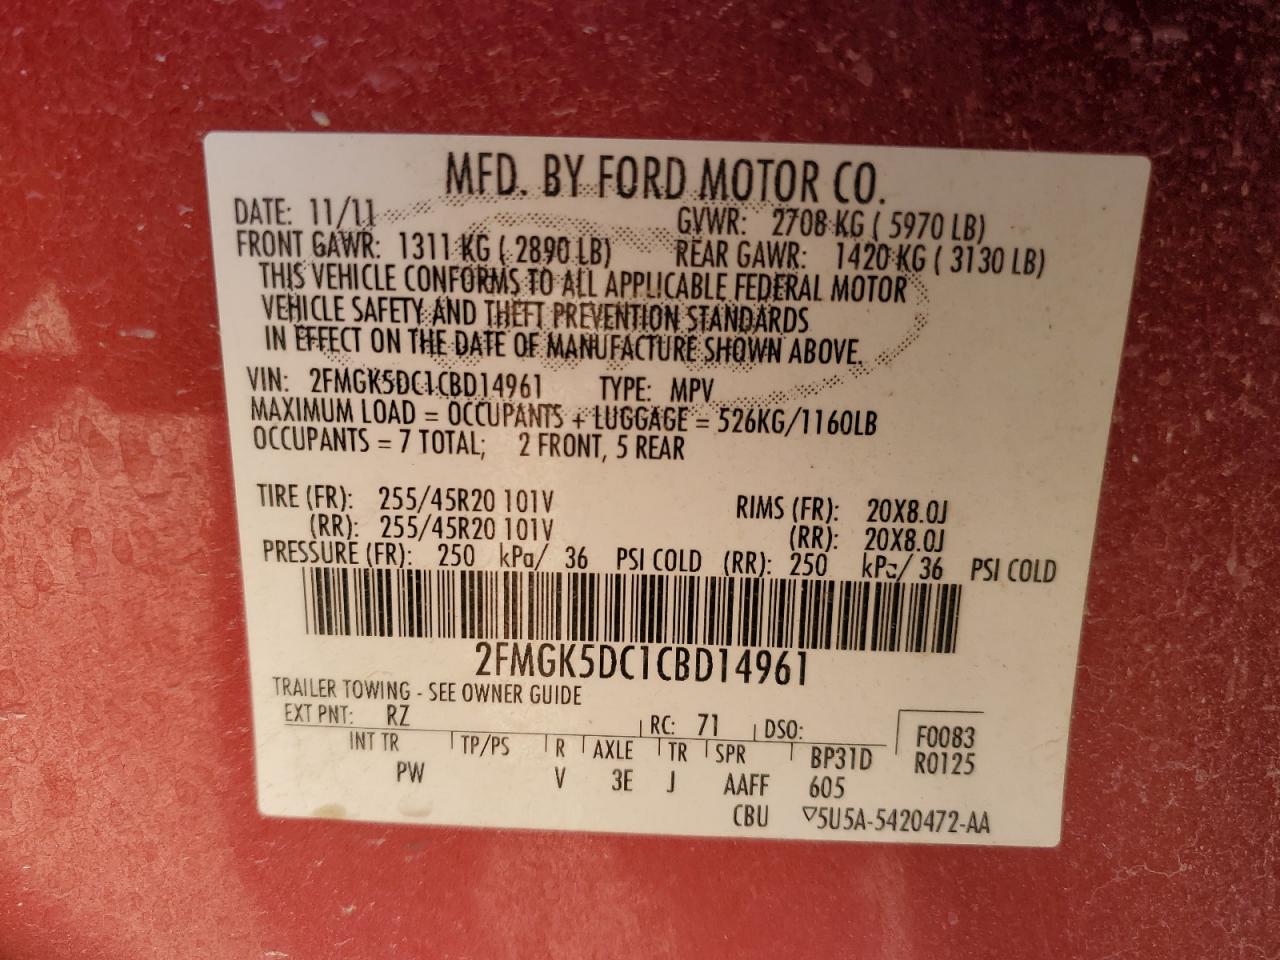 MFD. BY FORD MOTOR CO.
DATE: 11/11 GVWR: 2708 KG ( 5970 LB)
FRONT GAWR: 1311 KG ( 2890 LB) REAR GAWR: 1420 KG ( 3130 LB)
THIS VEHICLE CONFORMS TO ALL APPLICABLE FEDERAL MOTOR
VEHICLE SAFETY AND THEFT PREVENTION STANDARDS
IN EFFECT ON THE DATE OF MANUFACTURE SHOWN ABOVE.
VIN: 2FMGK5DC1CBD14961 TYPE: MPV
MAXIMUM LOAD = OCCUPANTS + LUGGAGE = 526KG/1160LB
OCCUPANTS = 7 TOTAL; 2 FRONT, 5 REAR
TIRE (FR): 255/45R20 101V RIMS (FR): 20X8.0J
(RR): 255/45R20 101V (RR): 20X8.0J
PRESSURE (FR): 250 kPa/ 36 PSI COLD (RR): 250 kPa/ 36 PSI COLD
2FMGK5DC1CBD14961
TRAILER TOWING - SEE OWNER GUIDE
EXT PNT: RZ RC: 71 DSO: F0083
INT TR TP/PS R AXLE TR SPR BP31D R0125
PW V 3E J AAFF 605
CBU ▽5U5A-5420472-AA